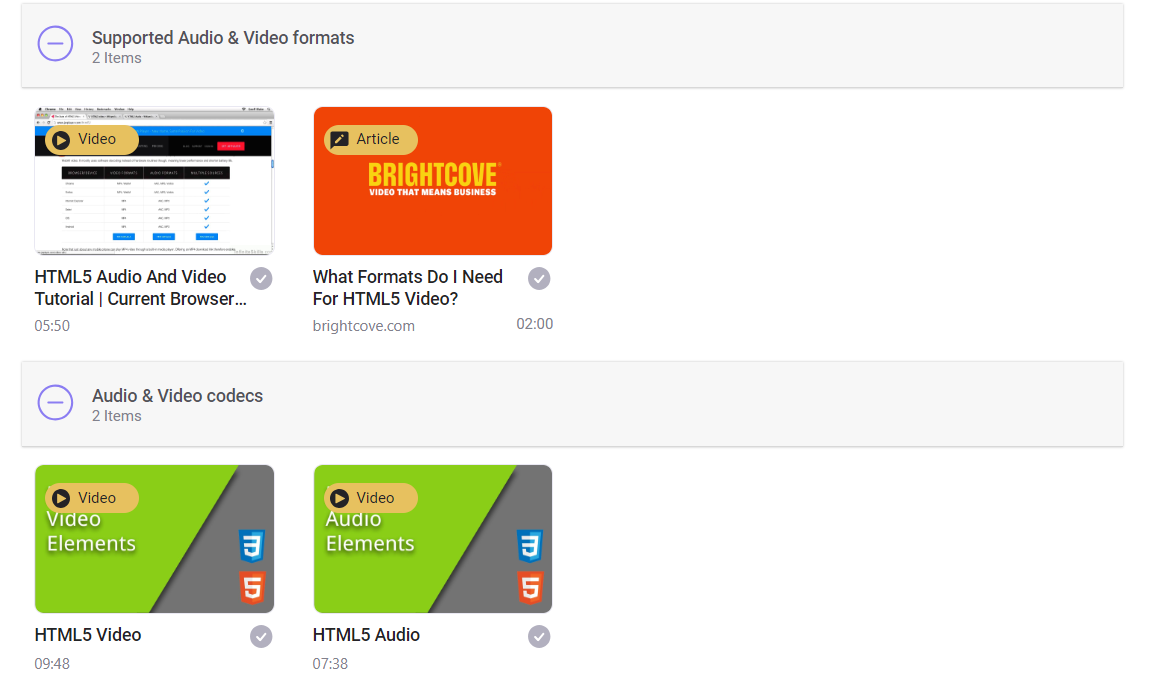 Supported Audio & Video formats
2 Items
Video
Article
BRIGHTCOVE
VIDEO THAT MEANS BUSINESS
HTML5 Audio And Video
Tutorial | Current Browser...
05:50
What Formats Do I Need
For HTML5 Video?
brightcove.com
02:00
Audio & Video codecs
2 Items
Video
Video
Elements
Video
Audio
Elements
HTML5 Video
09:48
HTML5 Audio
07:38